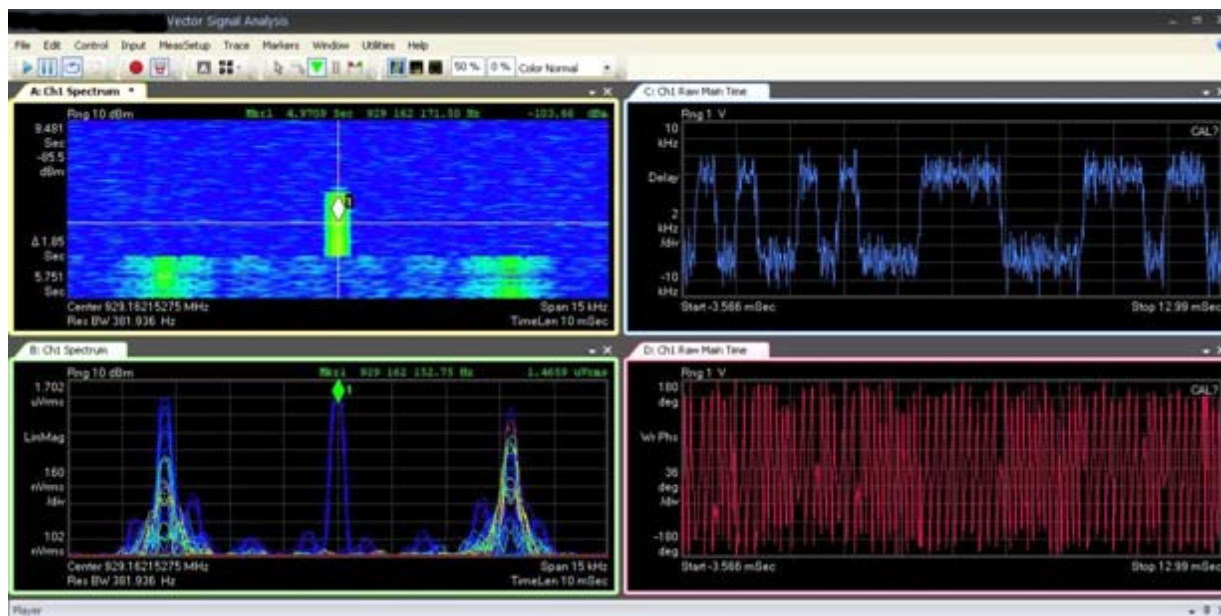 Vector Signal Analysis
File Edit Control Input MeasSetup Trace Markers Window Utilities Help
50 % 0 % Color Normal
A: Ch1 Spectrum *
Rng 10 dBm Mkr1 4.9709 Sec 929 162 171.50 Hz -103.66 dBm
9.481
Sec
-85.5
dBm
Δ 1.85
Sec
5.751
Sec
1
Center 929.16215275 MHz Span 15 kHz
Res BW 381.936 Hz TimeLen 10 mSec
C: Ch1 Raw Main Time
Rng 1 V
10
kHz
CAL?
Delay
2
kHz
/div
-10
kHz
Start -3.566 mSec Stop 12.99 mSec
B: Ch1 Spectrum
Rng 10 dBm Mkr1 929 162 152.75 Hz 1.4659 uVrms
1.702
uVrms
1
LinMag
160
nVrms
/div
102
nVrms
Center 929.16215275 MHz Span 15 kHz
Res BW 381.936 Hz TimeLen 10 mSec
D: Ch1 Raw Main Time
Rng 1 V
180
deg
CAL?
Wr Phs
36
deg
/div
-180
deg
Start -3.566 mSec Stop 12.99 mSec
Player